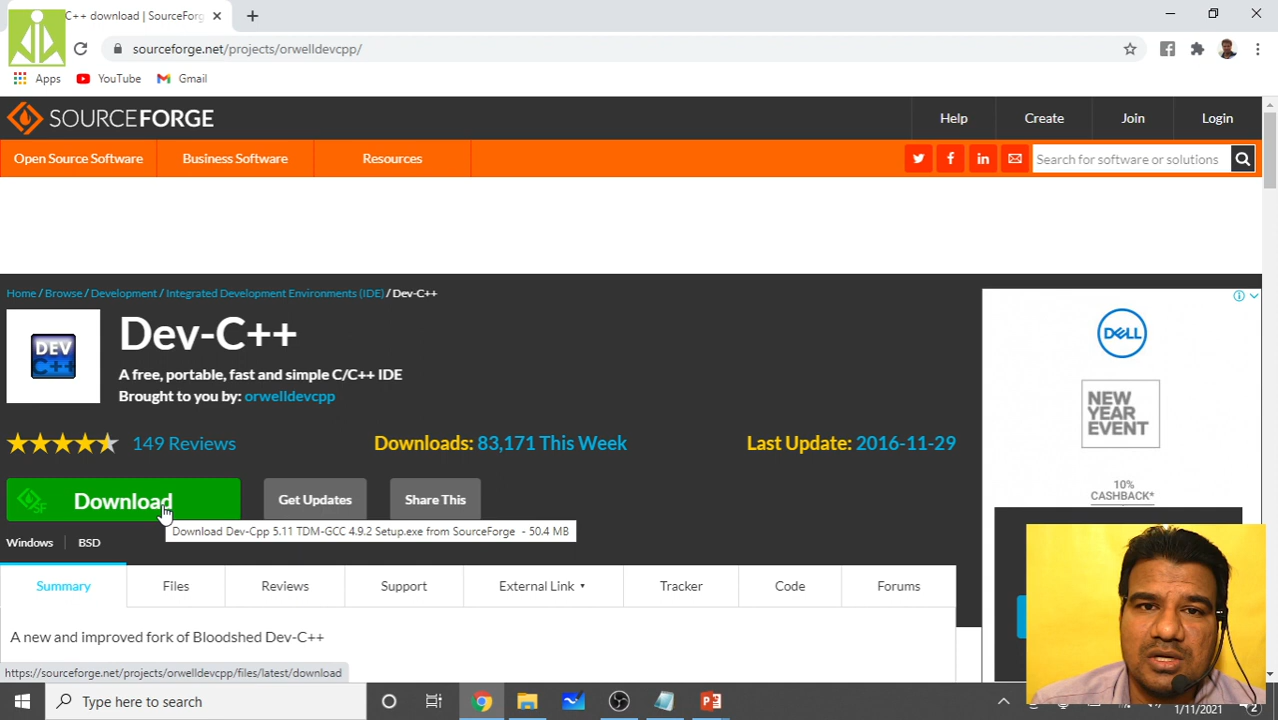 C++ download | SourceForge
sourceforge.net/projects/orwelldevcpp/
Apps YouTube Gmail
SOURCEFORGE Help Create Join Login
Open Source Software Business Software Resources Search for software or solutions
Home / Browse / Development / Integrated Development Environments (IDE) / Dev-C++
DEV
C++
Dev-C++
A free, portable, fast and simple C/C++ IDE
Brought to you by: orwelldevcpp
DELL
NEW
YEAR
EVENT
149 Reviews Downloads: 83,171 This Week Last Update: 2016-11-29
10%
CASHBACK*
SF Download Get Updates Share This
Download Dev-Cpp 5.11 TDM-GCC 4.9.2 Setup.exe from SourceForge - 50.4 MB
Windows BSD
Summary Files Reviews Support External Link Tracker Code Forums
A new and improved fork of Bloodshed Dev-C++
https://sourceforge.net/projects/orwelldevcpp/files/latest/download
Type here to search
1/11/2021 2